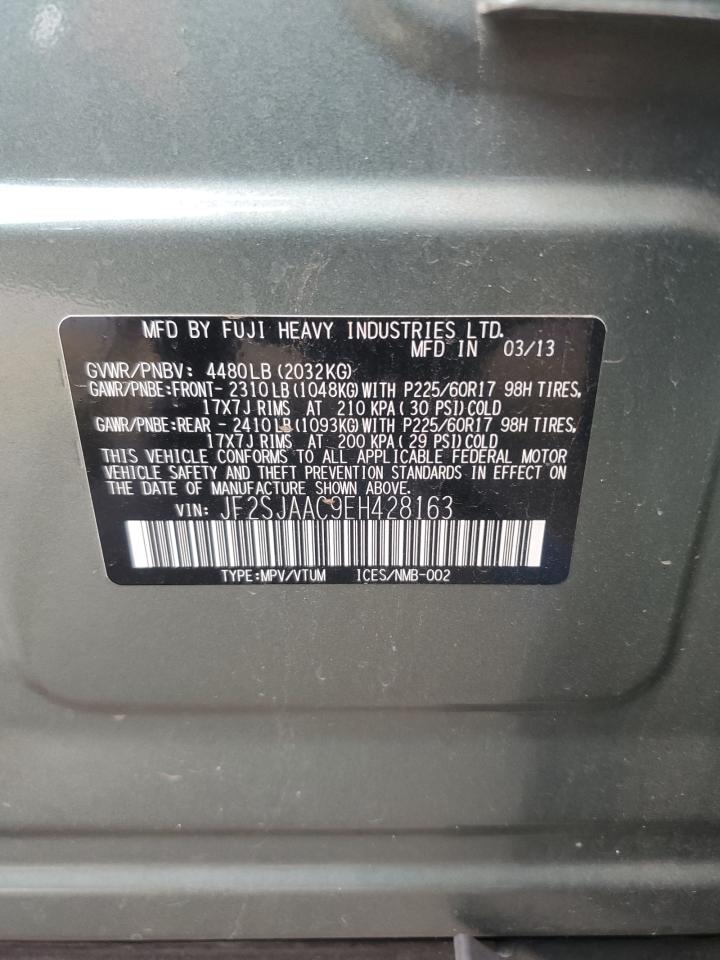 MFD BY FUJI HEAVY INDUSTRIES LTD.
MFD IN 03/13
GVWR/PNBV: 4480LB(2032KG)
GAWR/PNBE:FRONT-2310LB(1048KG)WITH P225/60R17 98H TIRES,
17X7J RIMS AT 210 KPA(30 PSI)COLD
GAWR/PNBE:REAR -2410LB(1093KG)WITH P225/60R17 98H TIRES,
17X7J RIMS AT 200 KPA(29 PSI)COLD
THIS VEHICLE CONFORMS TO ALL APPLICABLE FEDERAL MOTOR
VEHICLE SAFETY AND THEFT PREVENTION STANDARDS IN EFFECT ON
THE DATE OF MANUFACTURE SHOWN ABOVE.
VIN: JF2SJAAC9EH428163
TYPE:MPV/VTUM ICES/NMB-002